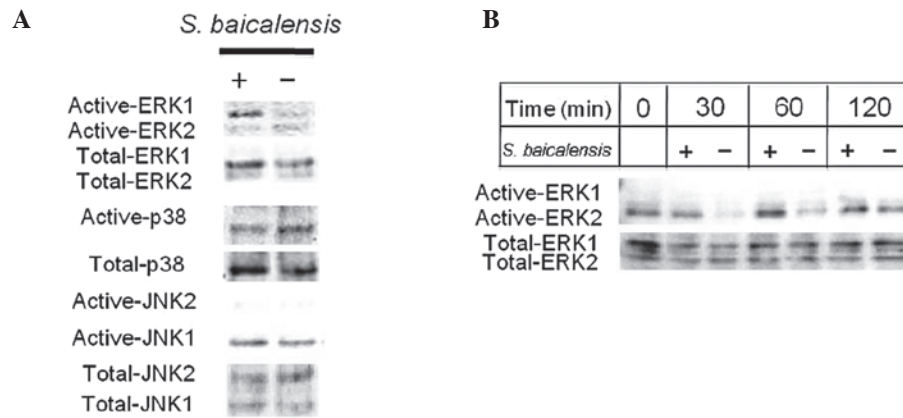 A
S. baicalensis
+ −
Active-ERK1
Active-ERK2
Total-ERK1
Total-ERK2
Active-p38
Total-p38
Active-JNK2
Active-JNK1
Total-JNK2
Total-JNK1
B
Time (min) 0 30 60 120
S. baicalensis + − + − + −
Active-ERK1
Active-ERK2
Total-ERK1
Total-ERK2